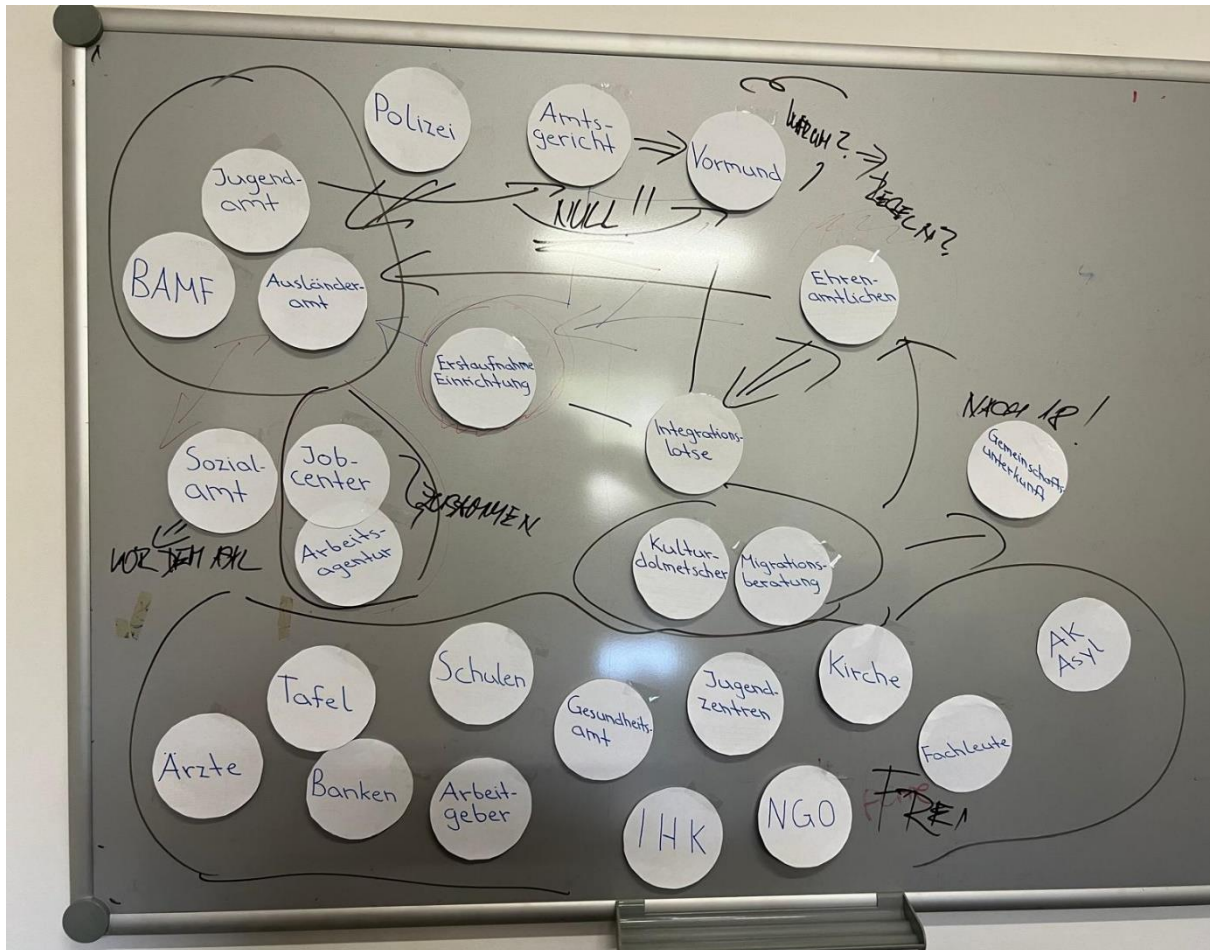 Polizei
Amts-
gericht
Vormund
WARUM?
REGELN?
NULL!!
Jugend-
amt
BAMF
Ausländer-
amt
Ehren-
amtlichen
Erstaufnahme
Einrichtung
Integrations-
lotse
NACH 18!
Gemeinschafts-
unterkunft
Sozial-
amt
VOR DEM ASYL
Job-
center
Arbeits-
agentur
ZUSAMMEN
Kultur-
dolmetscher
Migrations-
beratung
Tafel
Schulen
Gesundheits-
amt
Jugend-
zentren
Kirche
AK
Asyl
Ärzte
Banken
Arbeit-
geber
IHK
NGO
Fachleute
FREI